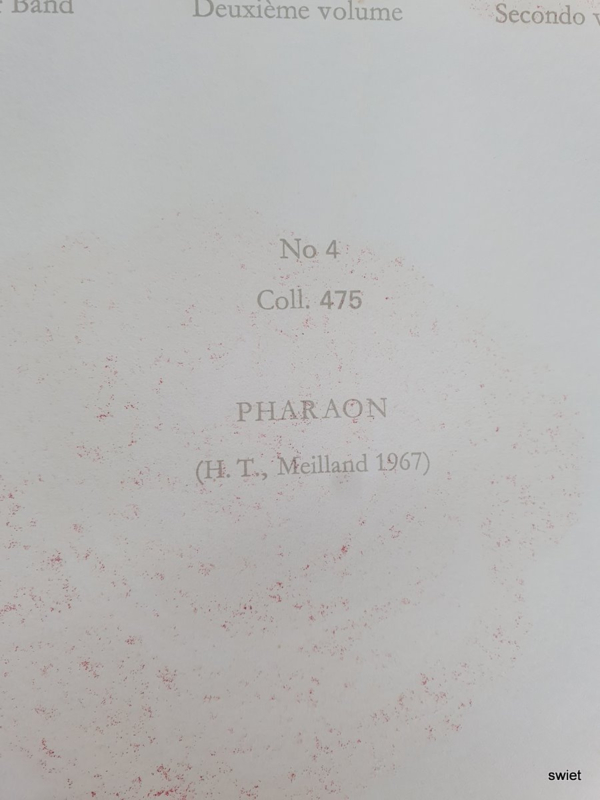 Band Deuxième volume Secondo
No 4
Coll. 475
PHARAON
(H. T., Meilland 1967)
swiet